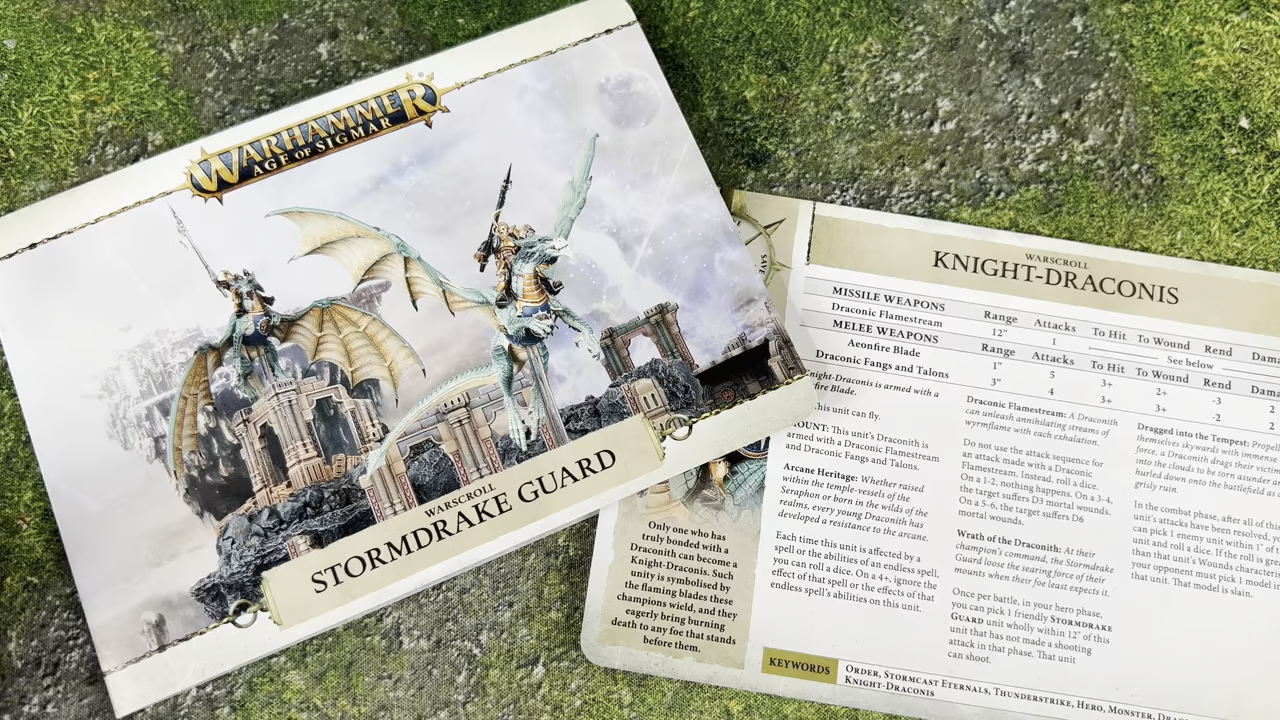 WARHAMMER
AGE OF SIGMAR
WARSCROLL
STORMDRAKE GUARD
SAVE
WARSCROLL
KNIGHT-DRACONIS
MISSILE WEAPONS Range Attacks To Hit To Wound Rend
Draconic Flamestream 12" 1 See below
MELEE WEAPONS Range Attacks To Hit To Wound Rend
Aeonfire Blade 1" 5 3+ 2+ -3 2
Draconic Fangs and Talons 3" 4 3+ 3+ -2 2
is armed with a
Blade.
this unit can fly.
This unit's Draconith is
armed with a Draconic Flamestream
and Draconic Fangs and Talons.
Arcane Heritage: Whether raised
within the temple-vessels of the
Seraphon or born in the wilds of the
realms, every young Draconith has
developed a resistance to the arcane.
Each time this unit is affected by a
spell or the abilities of an endless spell,
you can roll a dice. On a 4+, ignore the
effect of that spell or the effects of that
endless spell's abilities on this unit.
Draconic Flamestream: A Draconith
can unleash annihilating streams of
wyrmflame with each exhalation.
Do not use the attack sequence for
an attack made with a Draconic
Flamestream. Instead, roll a dice.
On a 1-2, nothing happens. On a 3-4,
the target suffers D3 mortal wounds.
On a 5-6, the target suffers D6
mortal wounds.
Wrath of the Draconith: At their
champion's command, the Stormdrake
Guard loose the seating force of their
mounts when their foe least expects it.
Once per battle, in your hero phase,
you can pick 1 friendly STORMDRAKE
GUARD unit wholly within 12" of this
unit that has not made a shooting
attack in that phase. That unit
can shoot.
Dragged into the Tempest:
themselves skywards with immense
force, a Draconith drags their
into the clouds to be torn asunder
hurled down onto the battlefield as
grisly ruin.
In the combat phase, after all of
unit's attacks have been resolved,
can pick 1 enemy unit within 1" of
unit and roll a dice. If the roll is
than that unit's Wounds
your opponent must pick 1 model
that unit. That model is slain.
Only one who has
truly bonded with a
Draconith can become a
Knight-Draconis. Such
unity is symbolised by
the flaming blades these
champions wield, and they
eagerly bring burning
death to any foe that stands
before them.
KEYWORDS
ORDER, STORMCAST ETERNALS, THUNDERSTRIKE, HERO, MONSTER,
KNIGHT-DRACONIS